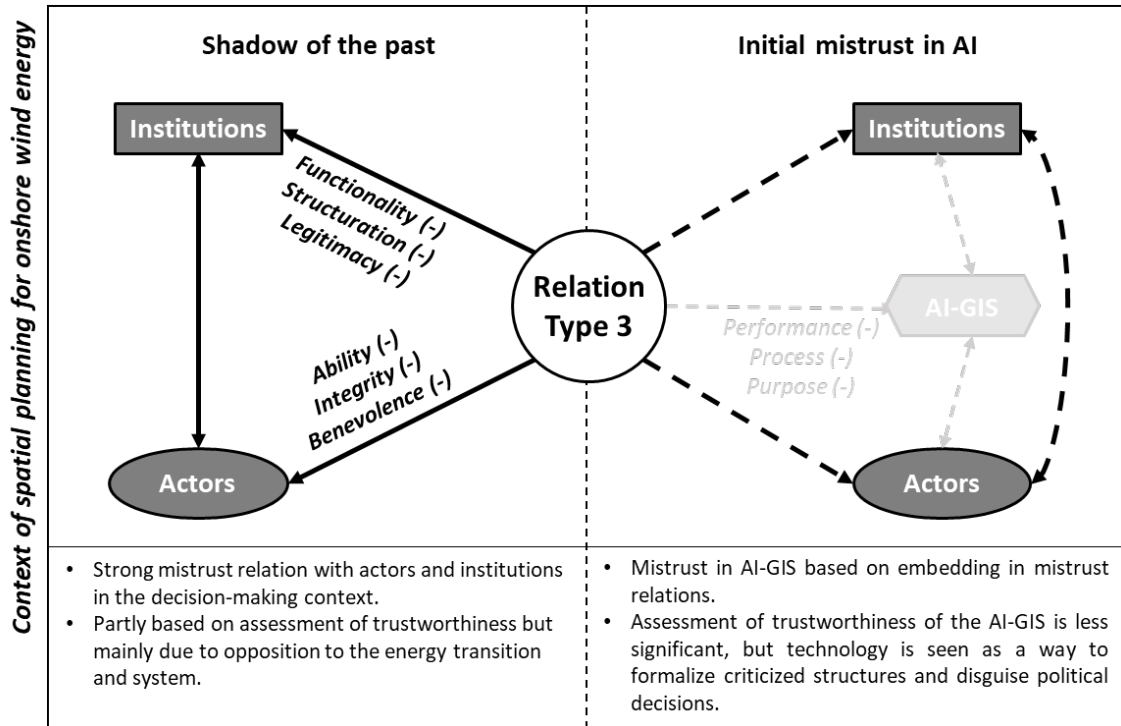 Context of spatial planning for onshore wind energy
Shadow of the past
Institutions
Functionality (-)
Structuration (-)
Legitimacy (-)
Ability (-)
Integrity (-)
Benevolence (-)
Actors
Relation
Type 3
Initial mistrust in AI
Institutions
AI-GIS
Performance (-)
Process (-)
Purpose (-)
Actors
• Strong mistrust relation with actors and institutions
in the decision-making context.
• Partly based on assessment of trustworthiness but
mainly due to opposition to the energy transition
and system.
• Mistrust in AI-GIS based on embedding in mistrust
relations.
• Assessment of trustworthiness of the AI-GIS is less
significant, but technology is seen as a way to
formalize criticized structures and disguise political
decisions.